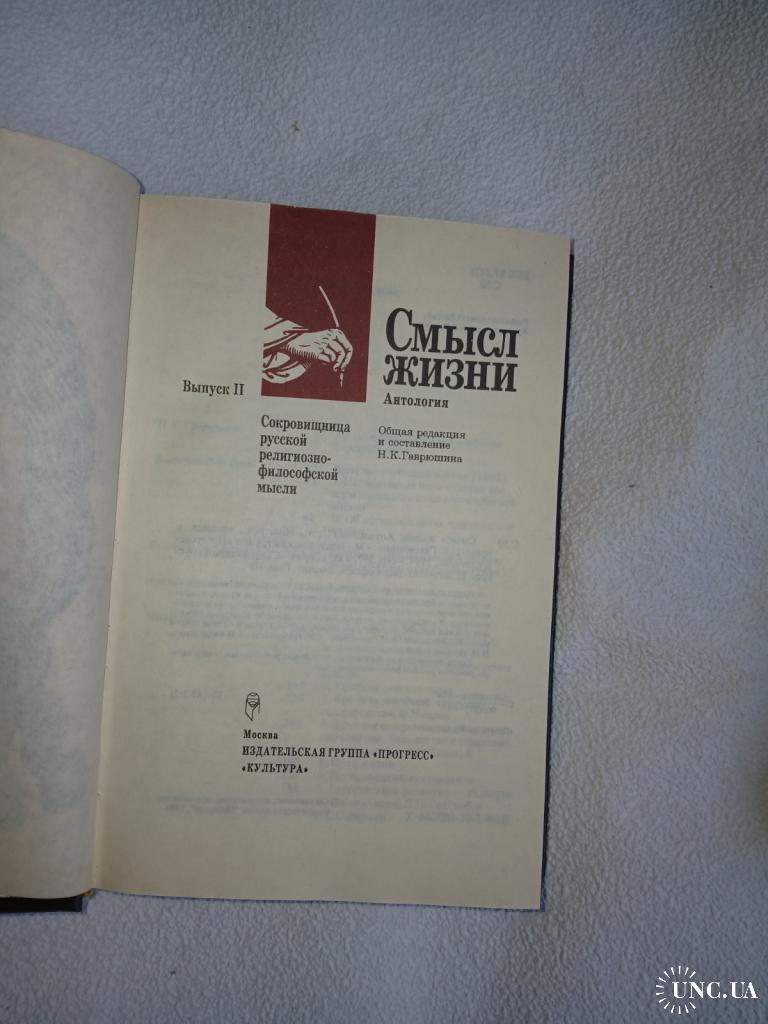 Смысл
жизни
Антология
Выпуск II
Сокровищница
русской
религиозно-
философской
мысли
Общая редакция
и составление
Н.К.Гаврюшина
Москва
ИЗДАТЕЛЬСКАЯ ГРУППА «ПРОГРЕСС»
«КУЛЬТУРА»
UNC.UA